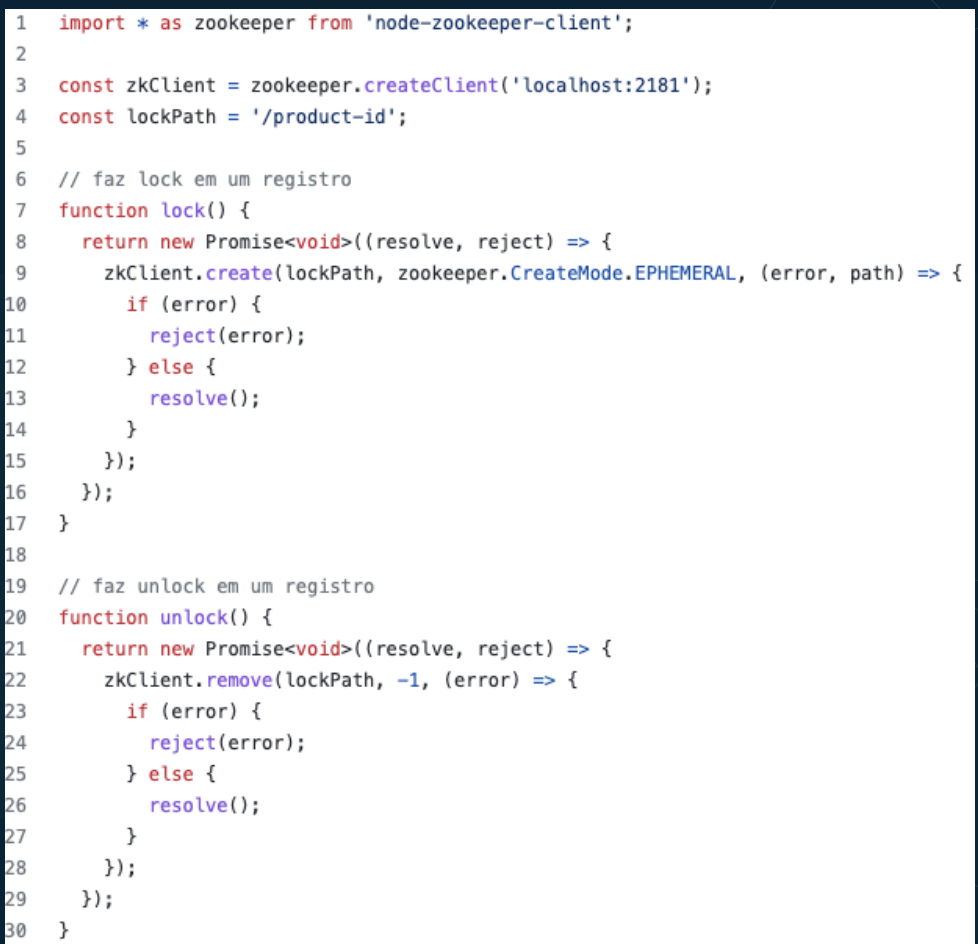 1 import * as zookeeper from 'node-zookeeper-client';
2
3 const zkClient = zookeeper.createClient('localhost:2181');
4 const lockPath = '/product-id';
5
6 // faz lock em um registro
7 function lock() {
8   return new Promise<void>((resolve, reject) => {
9     zkClient.create(lockPath, zookeeper.CreateMode.EPHEMERAL, (error, path) => {
10       if (error) {
11         reject(error);
12       } else {
13         resolve();
14       }
15     });
16   });
17 }
18
19 // faz unlock em um registro
20 function unlock() {
21   return new Promise<void>((resolve, reject) => {
22     zkClient.remove(lockPath, -1, (error) => {
23       if (error) {
24         reject(error);
25       } else {
26         resolve();
27       }
28     });
29   });
30 }